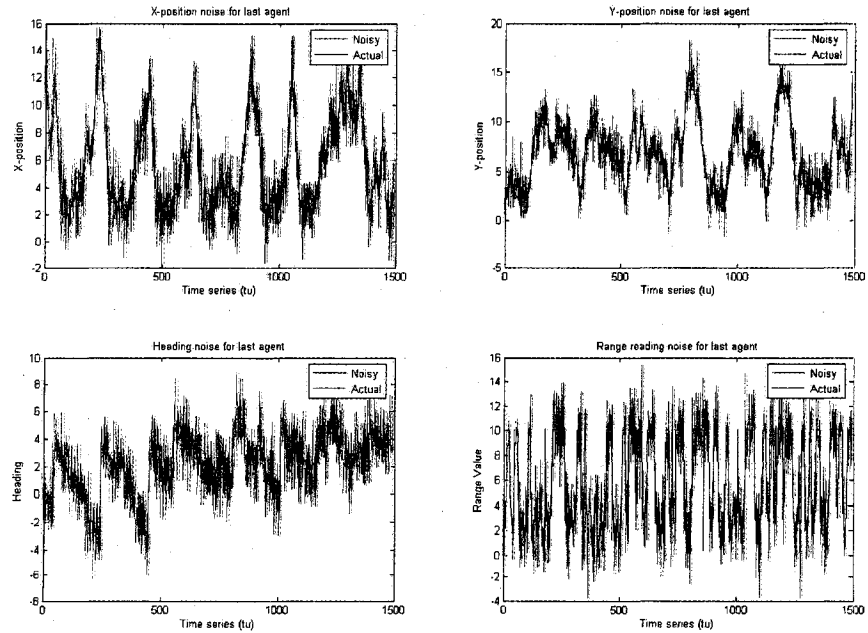 X-position noise for last agent
16
14
12
10
8
6
4
2
0
-2
X-position
Noisy
Actual
0
500
1000
1500
Time series (tu)
Y-position noise for last agent
20
15
10
5
0
-5
Y-position
Noisy
Actual
0
500
1000
1500
Time series (tu)
Heading noise for last agent
10
8
6
4
2
0
-2
-4
-6
-8
Heading
Noisy
Actual
0
500
1000
1500
Time series (tu)
Range reading noise for last agent
16
14
12
10
8
6
4
2
0
-2
-4
Range Value
Noisy
Actual
0
500
1000
1500
Time series (tu)